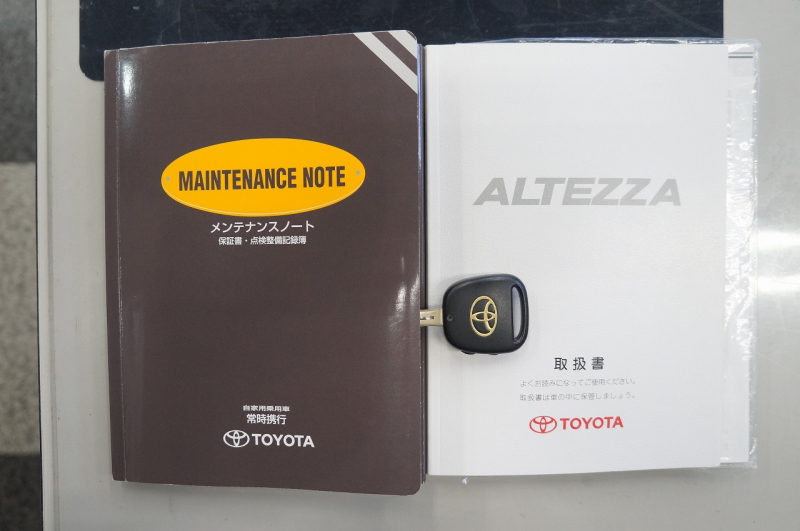 MAINTENANCE NOTE
メンテナンスノート
保証書・点検整備記録簿
自家用乗用車
常時携行
TOYOTA
ALTEZZA
取扱書
よくお読みになってご使用ください。
取扱書は車の中に保管しましょう。
TOYOTA